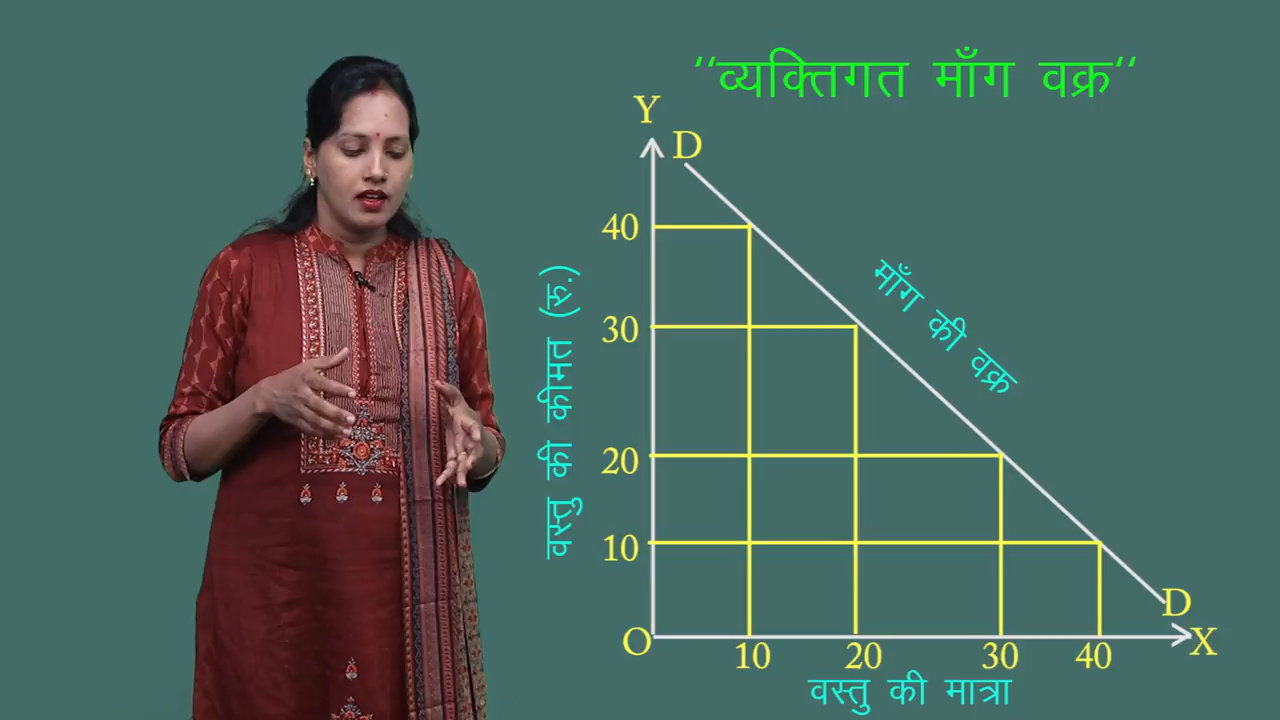 “व्यक्तिगत माँग वक्र“
Y
D
40
30
20
10
O
वस्तु की कीमत (रु.)
माँग की वक्र
D
X
10 20 30 40
वस्तु की मात्रा